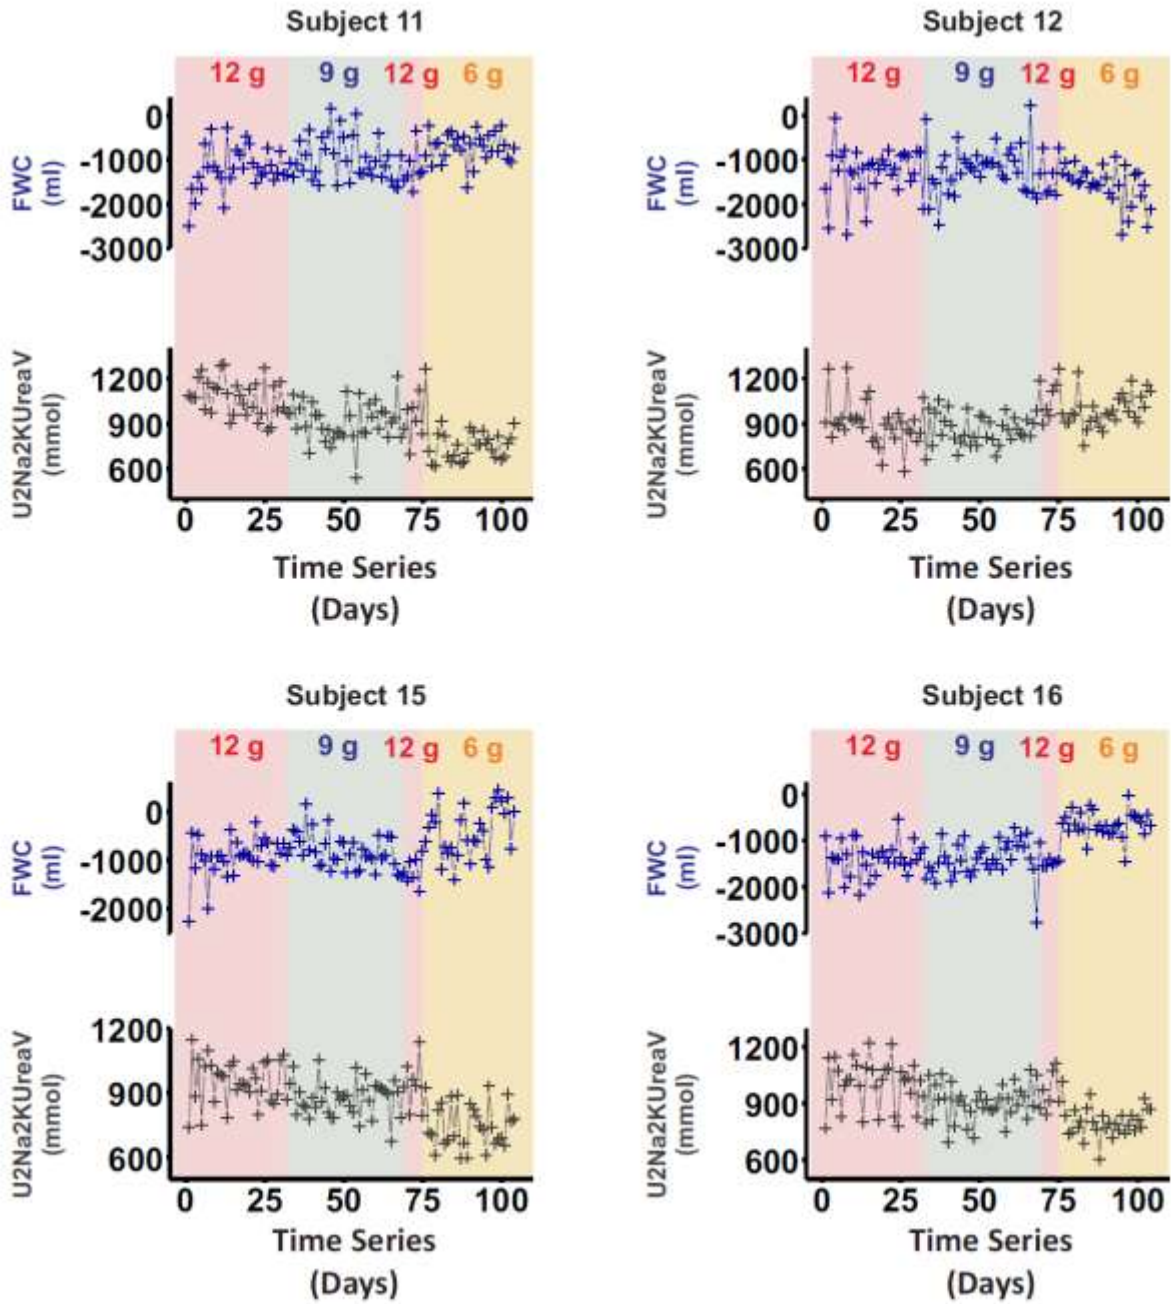 Subject 11
12 g 9 g 12 g 6 g
0
-1000
-2000
-3000
FWC
(ml)
1200
900
600
U2Na2KUreaV
(mmol)
0 25 50 75 100
Time Series
(Days)
Subject 12
12 g 9 g 12 g 6 g
0
-1000
-2000
-3000
FWC
(ml)
1200
900
600
U2Na2KUreaV
(mmol)
0 25 50 75 100
Time Series
(Days)
Subject 15
12 g 9 g 12 g 6 g
0
-1000
-2000
FWC
(ml)
1200
900
600
U2Na2KUreaV
(mmol)
0 25 50 75 100
Time Series
(Days)
Subject 16
12 g 9 g 12 g 6 g
0
-1000
-2000
-3000
FWC
(ml)
1200
900
600
U2Na2KUreaV
(mmol)
0 25 50 75 100
Time Series
(Days)